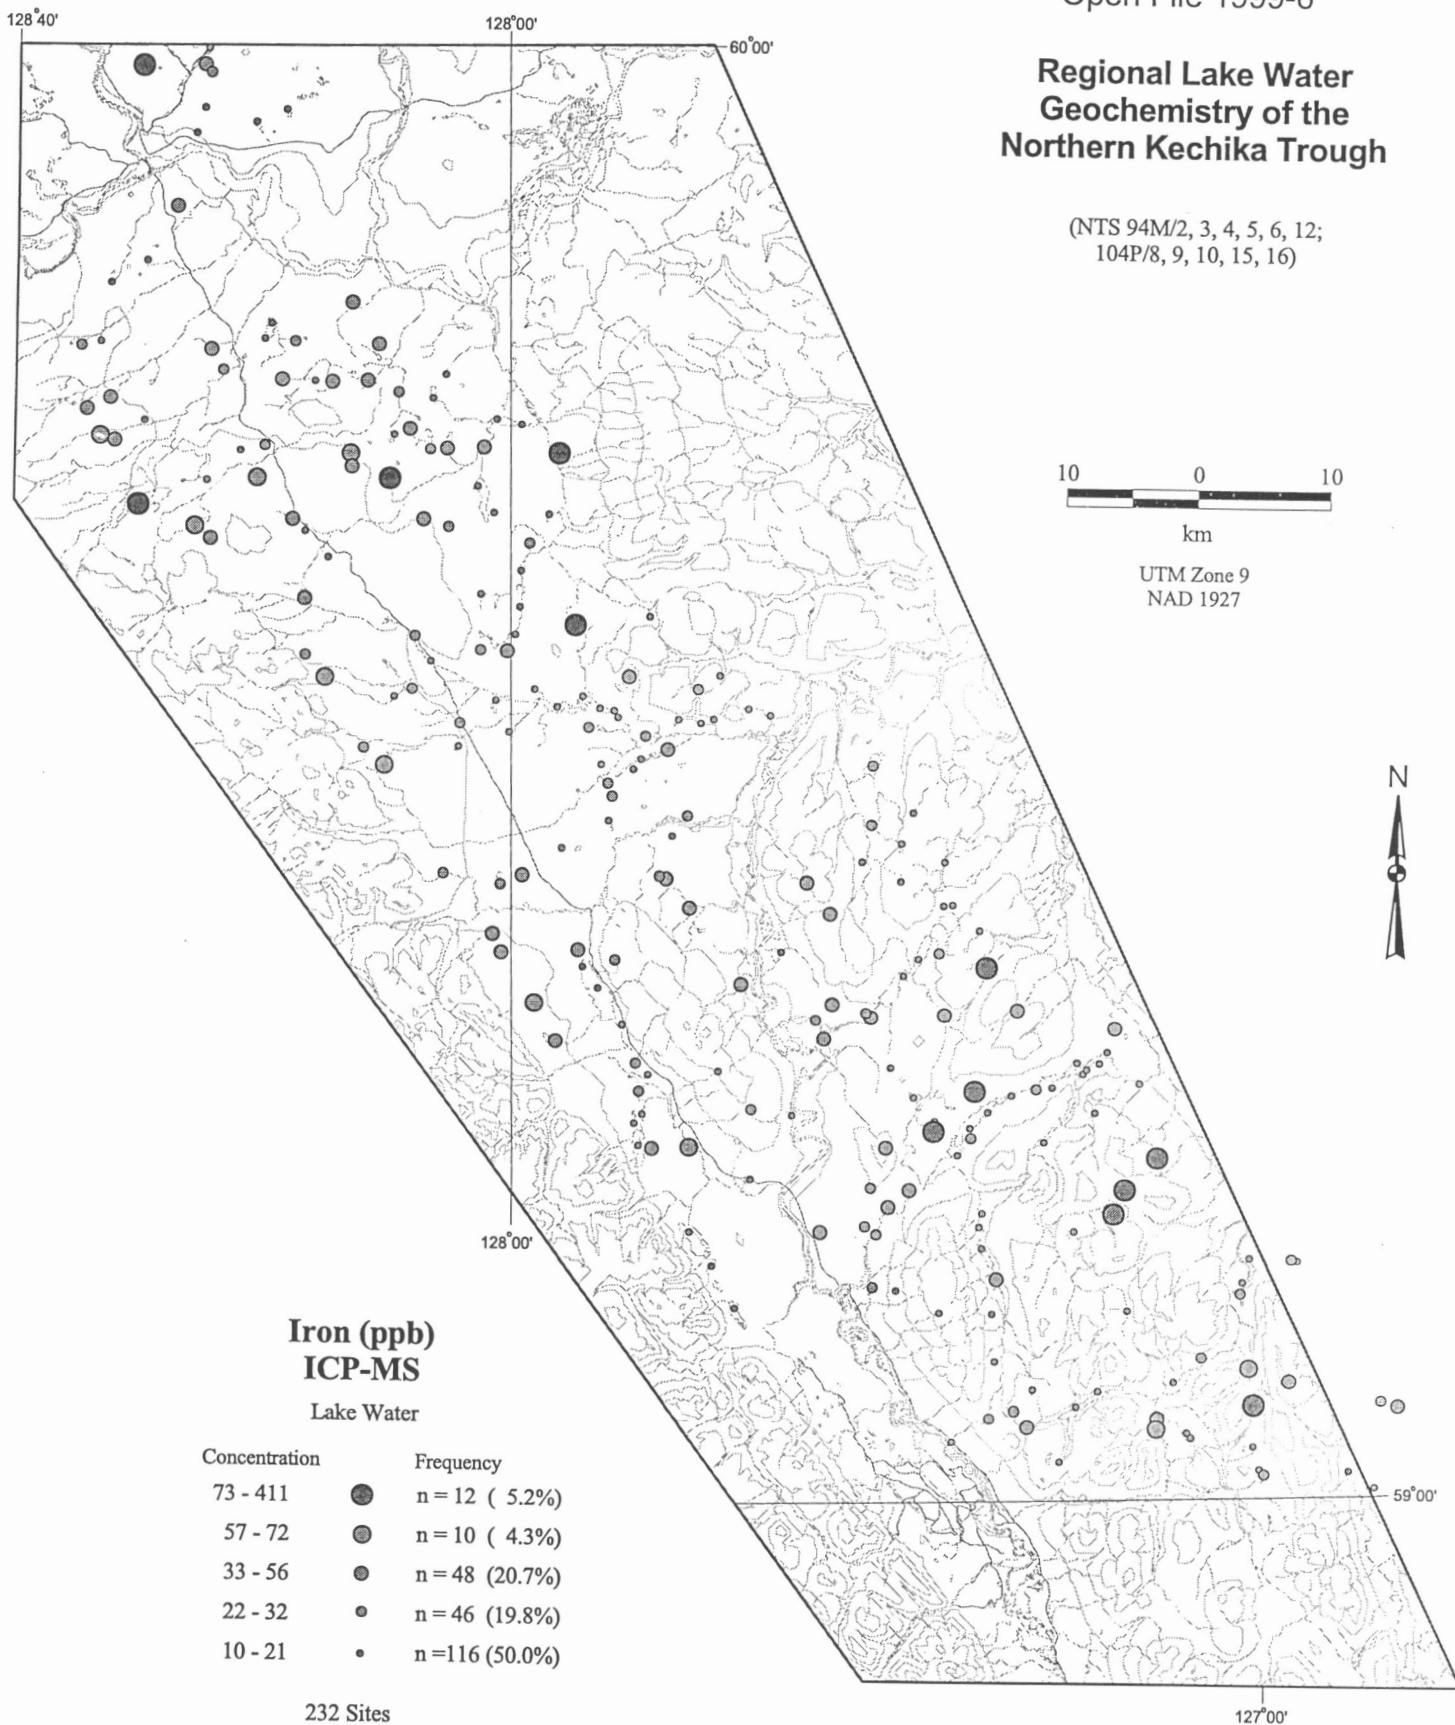 128°40'
128°00'
60°00'
Regional Lake Water
Geochemistry of the
Northern Kechika Trough
(NTS 94M/2, 3, 4, 5, 6, 12;
104P/8, 9, 10, 15, 16)
10 0 10
km
UTM Zone 9
NAD 1927
N
128°00'
Iron (ppb)
ICP-MS
Lake Water
Concentration Frequency
73 - 411 n = 12 ( 5.2%)
57 - 72 n = 10 ( 4.3%)
33 - 56 n = 48 (20.7%)
22 - 32 n = 46 (19.8%)
10 - 21 n =116 (50.0%)
232 Sites
59°00'
127°00'